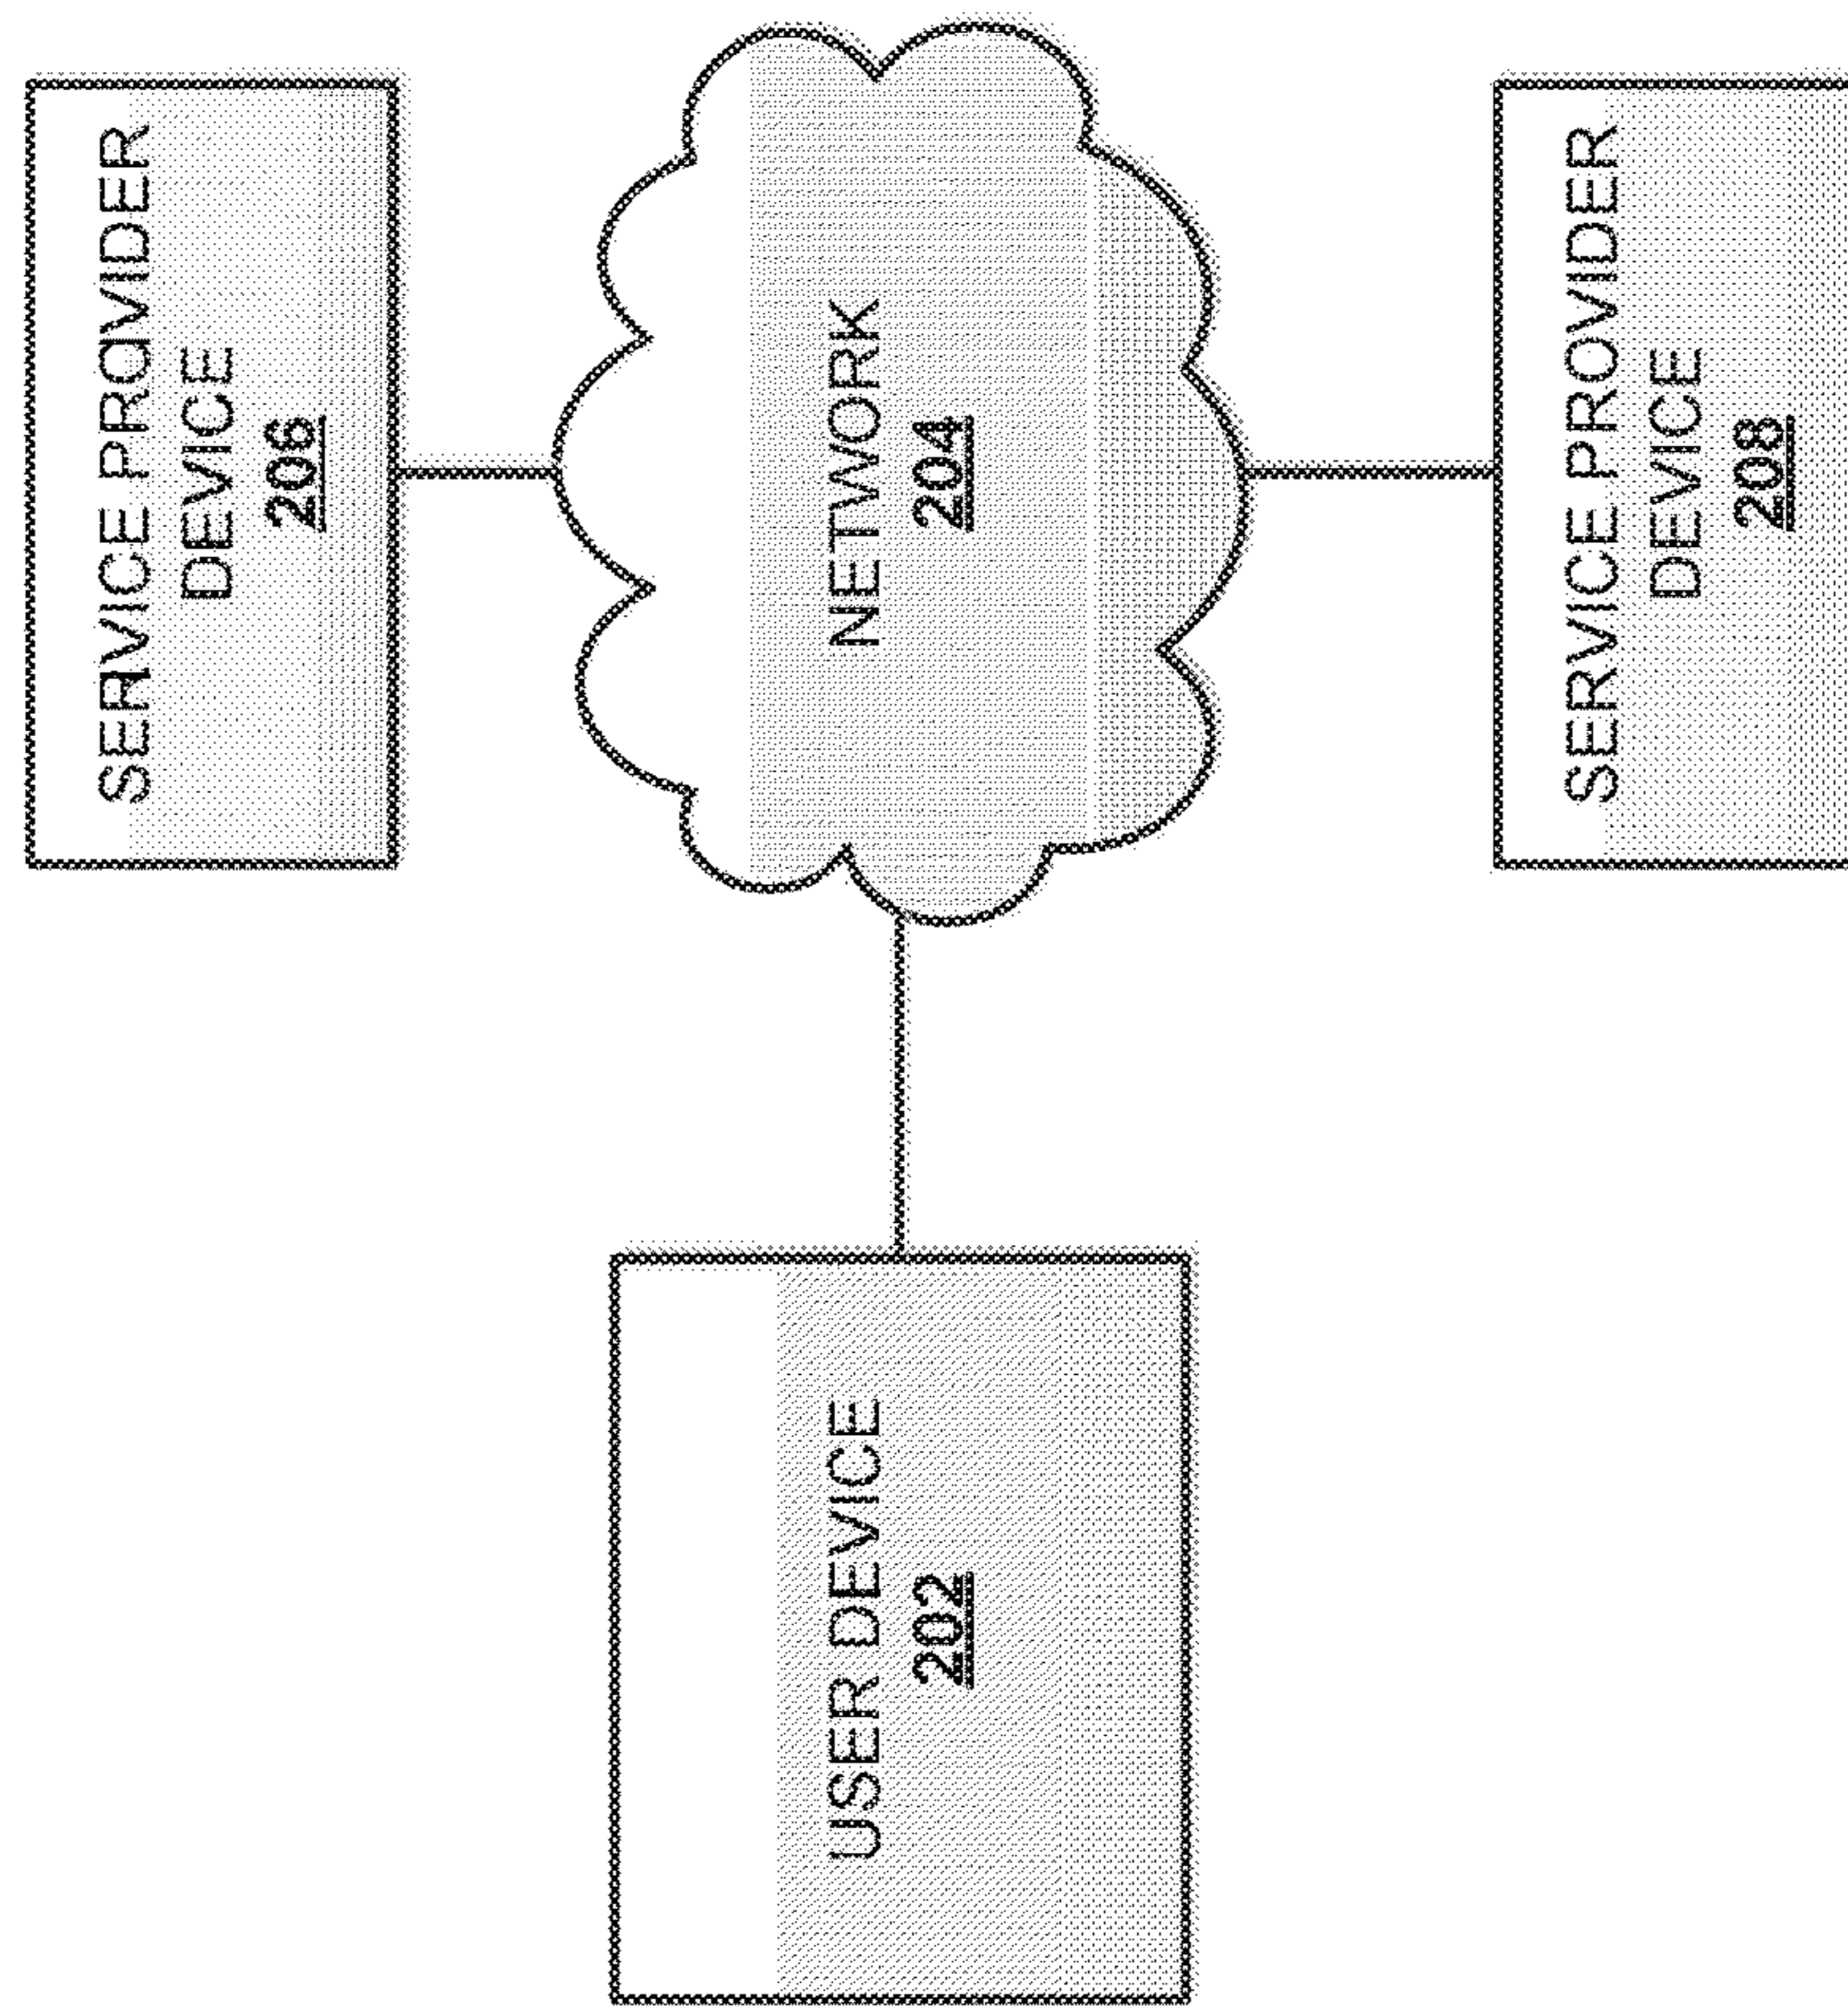 SERVICE PROVIDER
DEVICE
206
NETWORK
204
USER DEVICE
202
SERVICE PROVIDER
DEVICE
208